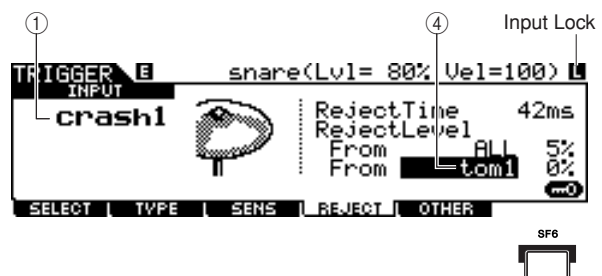 ① ④ Input Lock
TRIGGER E snare(Lvl= 80% Vel=100) L
INPUT
crash1
RejectTime 42ms
RejectLevel
From ALL 5%
From tom1 0%
SELECT TYPE SENS REJECT OTHER
SF6